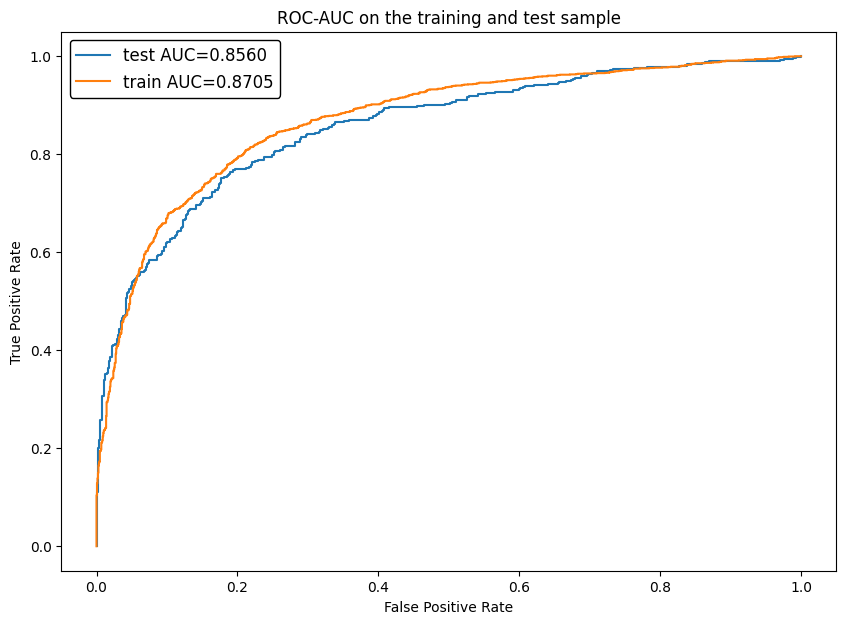 ROC-AUC on the training and test sample
test AUC=0.8560
train AUC=0.8705
1.0
0.8
0.6
0.4
0.2
0.0
True Positive Rate
0.0 0.2 0.4 0.6 0.8 1.0
False Positive Rate